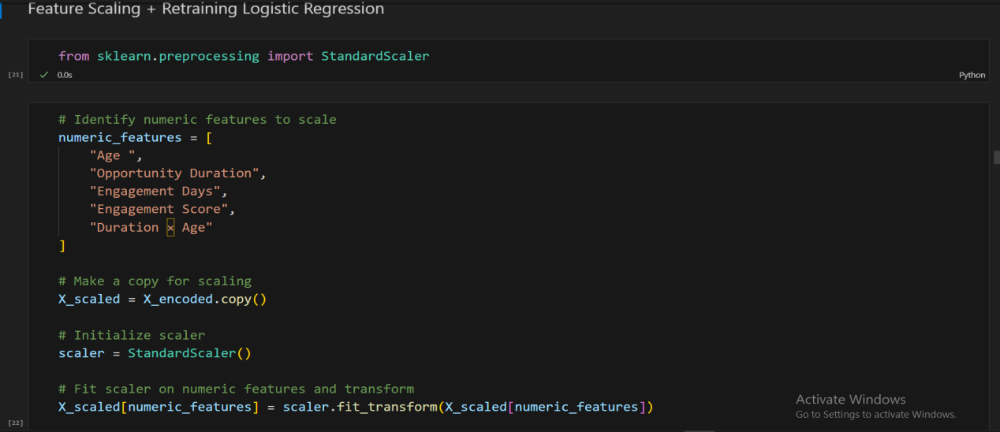 Feature Scaling + Retraining Logistic Regression
from sklearn.preprocessing import StandardScaler
[21]
0.0s
Python
# Identify numeric features to scale
numeric_features = [
    "Age ",
    "Opportunity Duration",
    "Engagement Days",
    "Engagement Score",
    "Duration × Age"
]
# Make a copy for scaling
X_scaled = X_encoded.copy()
# Initialize scaler
scaler = StandardScaler()
# Fit scaler on numeric features and transform
X_scaled[numeric_features] = scaler.fit_transform(X_scaled[numeric_features])
[22]
Activate Windows
Go to Settings to activate Windows.